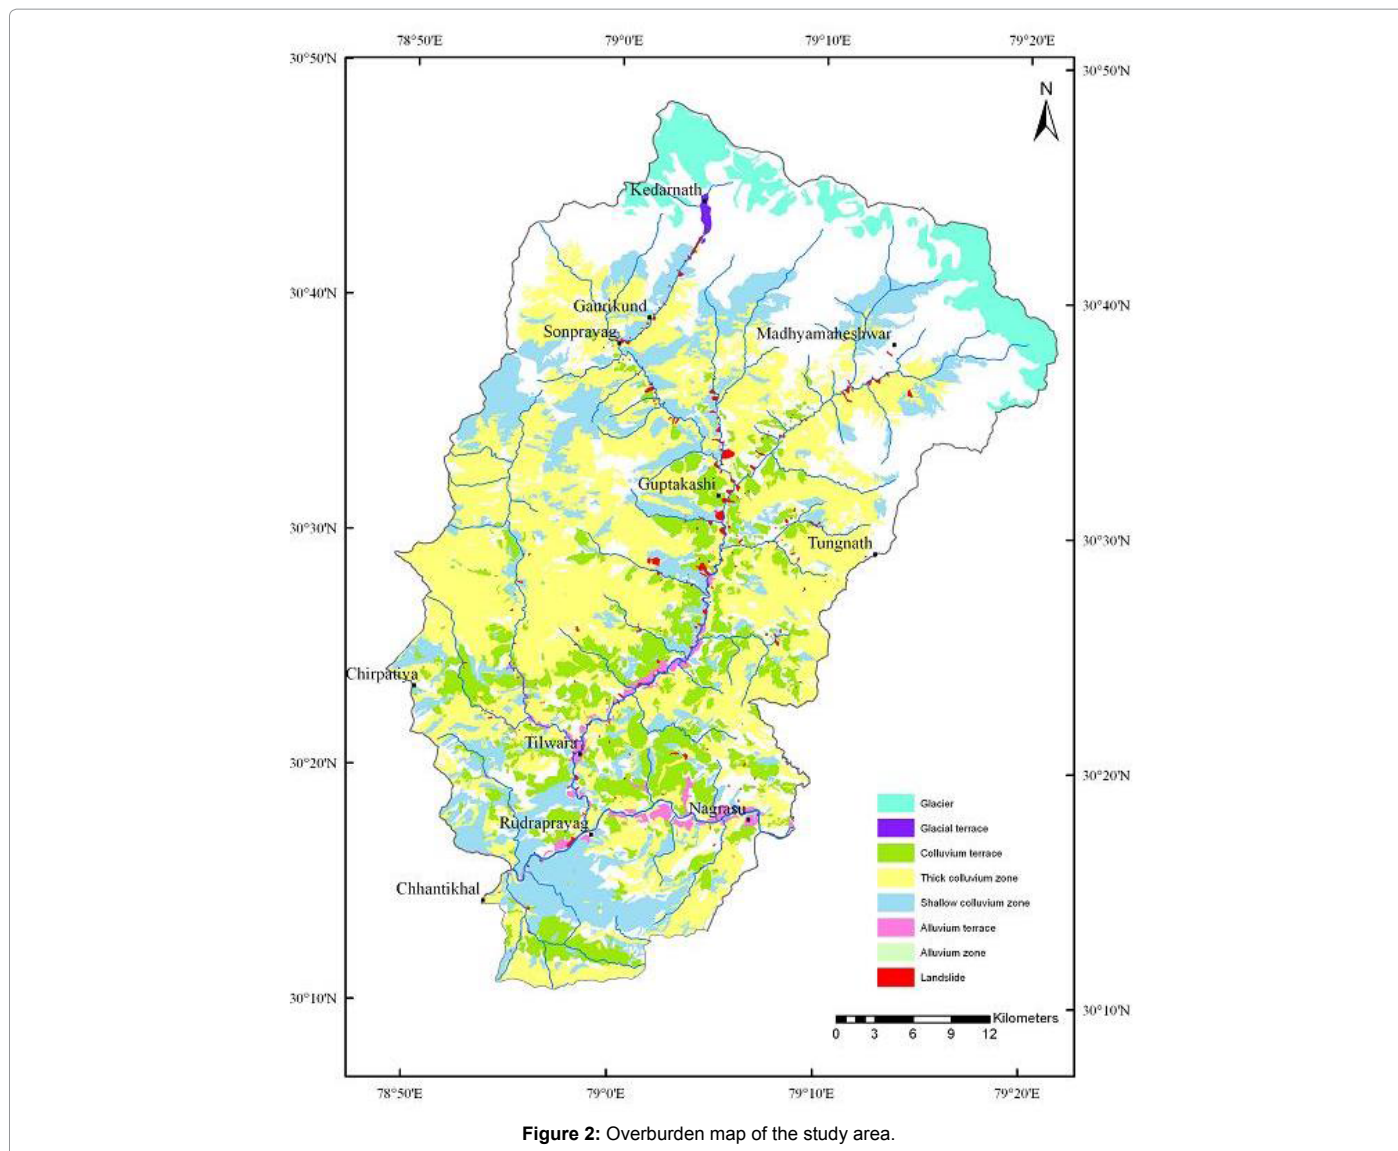 78°50'E 79°0'E 79°10'E 79°20'E
30°50'N 30°50'N
N
Kedarnath
30°40'N 30°40'N
Gaurikund
Sonprayag Madhyamaheshwar
Guptakashi
30°30'N 30°30'N
Tungnath
Chirpatiya
Tilwara
30°20'N 30°20'N
Nagrasu
Rudraprayag
Chhantikhal
Glacier
Glacial terrace
Colluvium terrace
Thick colluvium zone
Shallow colluvium zone
Alluvium terrace
Alluvium zone
Landslide
30°10'N 30°10'N
Kilometers
0 3 6 9 12
78°50'E 79°0'E 79°10'E 79°20'E
Figure 2: Overburden map of the study area.